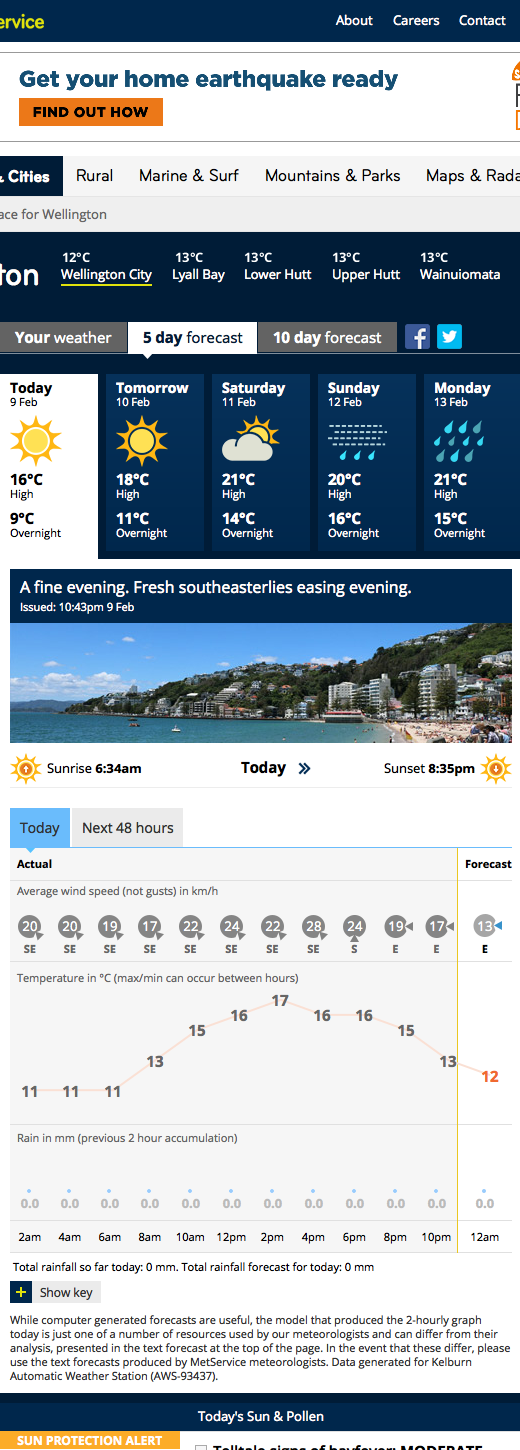 ervice
About Careers Contact
Get your home earthquake ready
FIND OUT HOW
& Cities Rural Marine & Surf Mountains & Parks Maps & Rada
ace for Wellington
ton
12°C 13°C 13°C 13°C 13°C
Wellington City Lyall Bay Lower Hutt Upper Hutt Wainuiomata
Your weather 5 day forecast 10 day forecast
Today Tomorrow Saturday Sunday Monday
9 Feb 10 Feb 11 Feb 12 Feb 13 Feb
16°C 18°C 21°C 20°C 21°C
High High High High High
9°C 11°C 14°C 16°C 15°C
Overnight Overnight Overnight Overnight Overnight
A fine evening. Fresh southeasterlies easing evening.
Issued: 10:43pm 9 Feb
Sunrise 6:34am Today » Sunset 8:35pm
Today Next 48 hours
Actual Forecast
Average wind speed (not gusts) in km/h
20 20 19 17 22 24 22 28 24 19 17 13
SE SE SE SE SE SE SE SE S E E E
Temperature in °C (max/min can occur between hours)
11 11 11 13 15 16 17 16 16 15 13 12
Rain in mm (previous 2 hour accumulation)
0.0 0.0 0.0 0.0 0.0 0.0 0.0 0.0 0.0 0.0 0.0 0.0
2am 4am 6am 8am 10am 12pm 2pm 4pm 6pm 8pm 10pm 12am
Total rainfall so far today: 0 mm. Total rainfall forecast for today: 0 mm
+ Show key
While computer generated forecasts are useful, the model that produced the 2-hourly graph
today is just one of a number of resources used by our meteorologists and can differ from their
analysis, presented in the text forecast at the top of the page. In the event that these differ, please
use the text forecasts produced by MetService meteorologists. Data generated for Kelburn
Automatic Weather Station (AWS-93437).
Today's Sun & Pollen
SUN PROTECTION ALERT
Telltale signs of hayfever: MODERATE